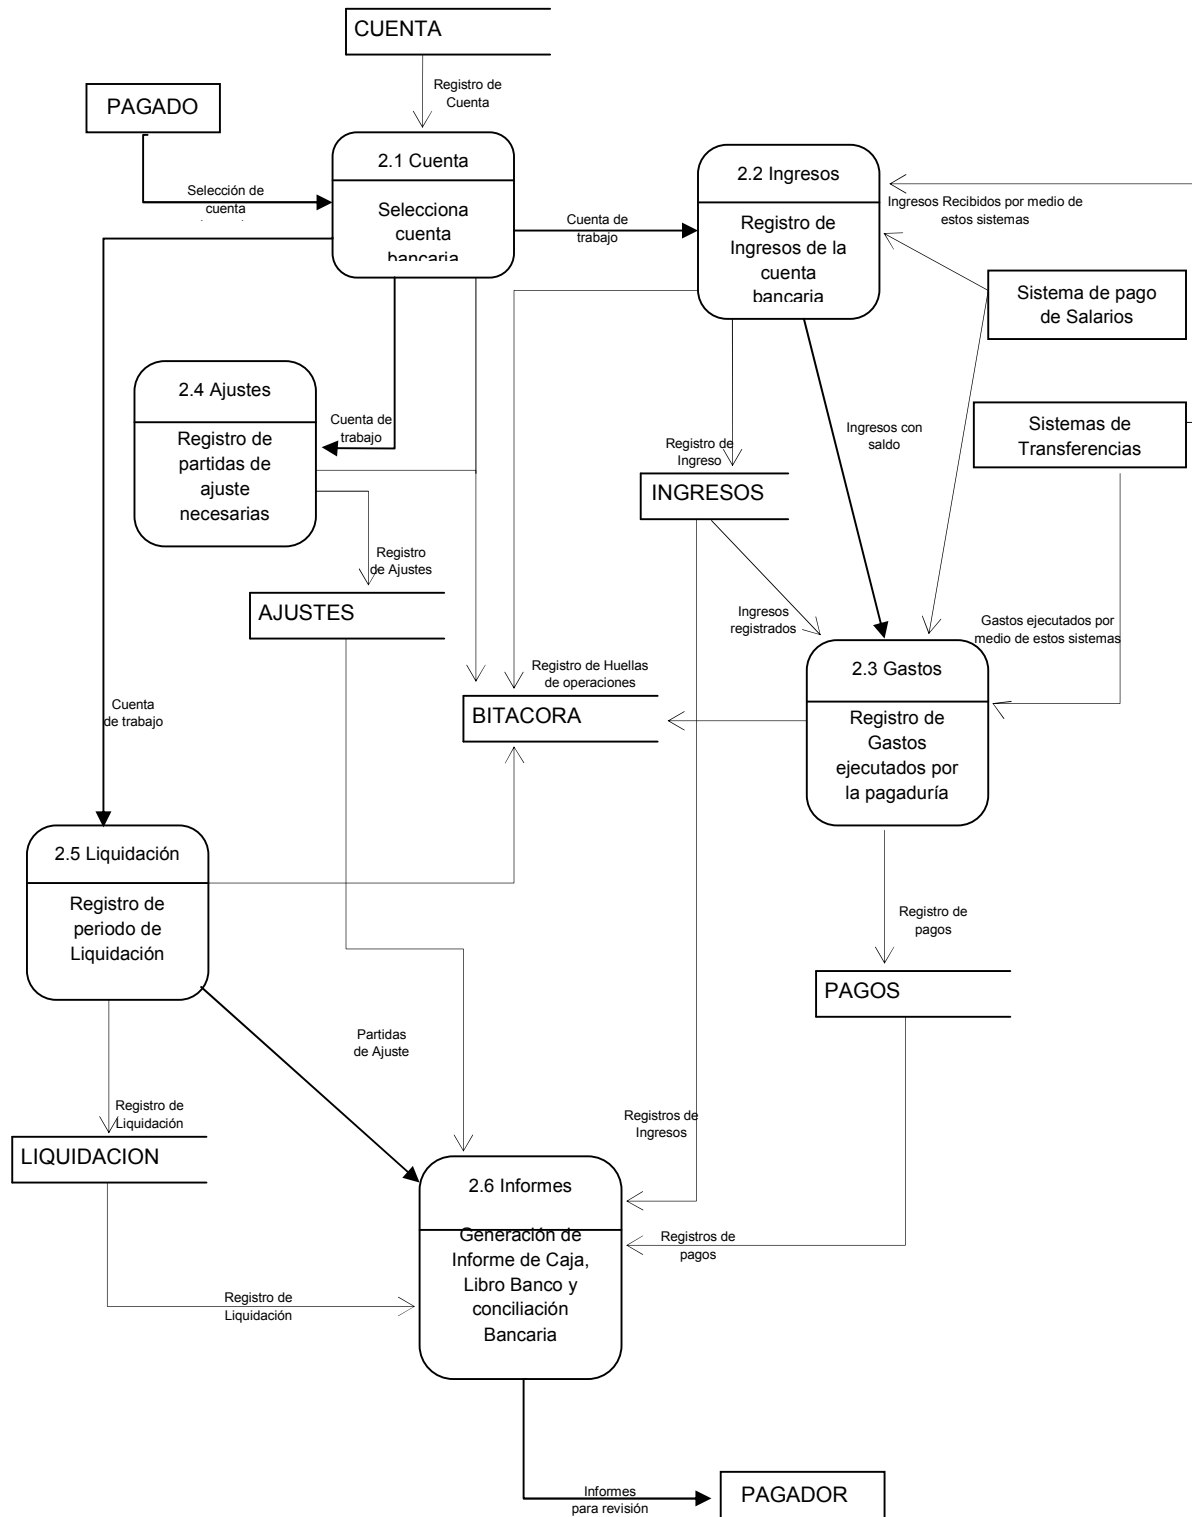 CUENTA
Registro de
Cuenta
PAGADO
2.1 Cuenta
Selecciona
cuenta
bancaria
Selección de
cuenta
Cuenta de
trabajo
2.2 Ingresos
Registro de
Ingresos de la
cuenta
bancaria
Ingresos Recibidos por medio de
estos sistemas
Sistema de pago
de Salarios
2.4 Ajustes
Registro de
partidas de
ajuste
necesarias
Cuenta de
trabajo
Registro de
Ingreso
INGRESOS
Ingresos con
saldo
Sistemas de
Transferencias
Registro
de Ajustes
AJUSTES
Ingresos
registrados
Gastos ejecutados por
medio de estos sistemas
Registro de Huellas
de operaciones
BITACORA
2.3 Gastos
Registro de
Gastos
ejecutados por
la pagaduría
Cuenta
de trabajo
2.5 Liquidación
Registro de
periodo de
Liquidación
Registro de
pagos
PAGOS
Partidas
de Ajuste
Registro de
Liquidación
LIQUIDACION
Registros de
Ingresos
2.6 Informes
Generación de
Informe de Caja,
Libro Banco y
conciliación
Bancaria
Registros de
pagos
Registro de
Liquidación
Informes
para revisión
PAGADOR